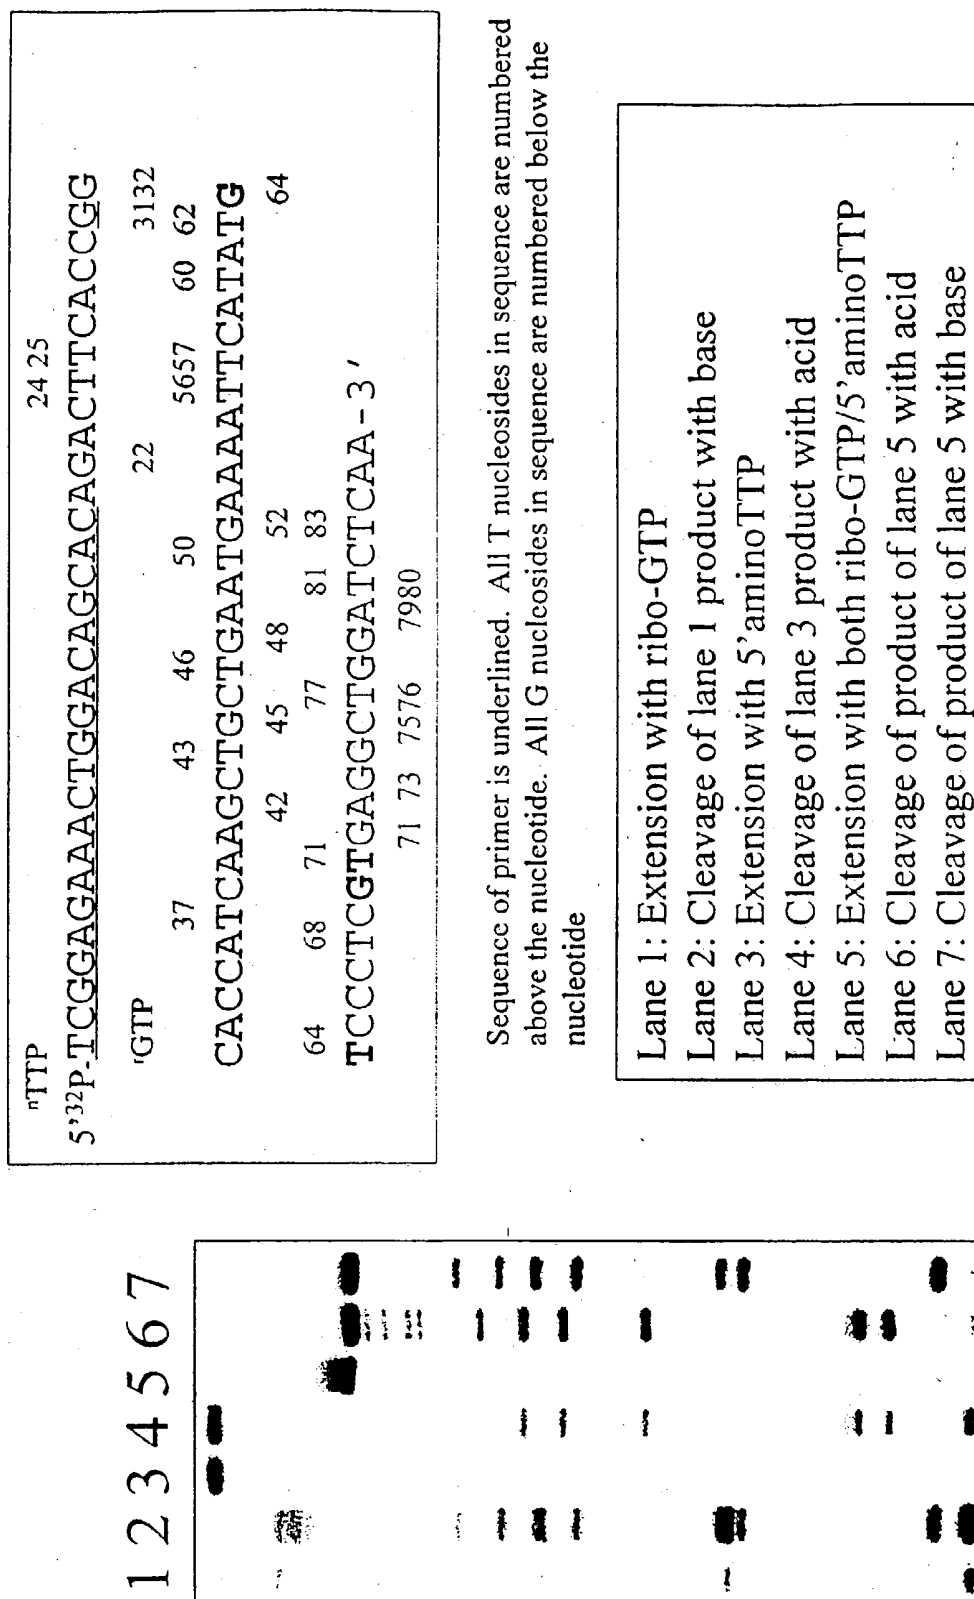 ⁿTTP 24 25
5'³²P-TCGGAGAAACTGGACAGCACAGACTTCACCGG
ʳGTP 22 3132
37 43 46 50 5657 60 62
CACCATCAAGCTGCTGAATGAAAATTCATATG
42 45 48 52 64
64 68 71 77 81 83
TCCCTCGTGAGGCTGGATCTCAA-3'
71 73 7576 7980
Sequence of primer is underlined. All T nucleosides in sequence are numbered
above the nucleotide. All G nucleosides in sequence are numbered below the
nucleotide
Lane 1: Extension with ribo-GTP
Lane 2: Cleavage of lane 1 product with base
Lane 3: Extension with 5'aminoTTP
Lane 4: Cleavage of lane 3 product with acid
Lane 5: Extension with both ribo-GTP/5'aminoTTP
Lane 6: Cleavage of product of lane 5 with acid
Lane 7: Cleavage of product of lane 5 with base
1 2 3 4 5 6 7